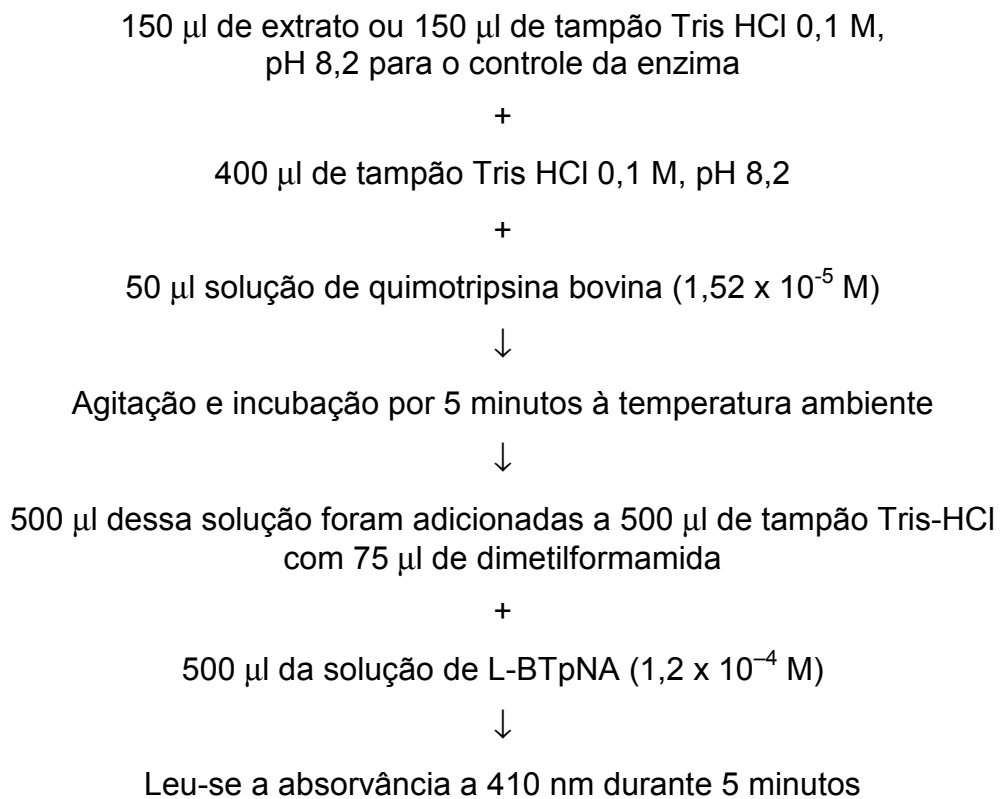 150 μl de extrato ou 150 μl de tampão Tris HCl 0,1 M,
pH 8,2 para o controle da enzima
+
400 μl de tampão Tris HCl 0,1 M, pH 8,2
+
50 μl solução de quimotripsina bovina (1,52 x 10⁻⁵ M)
↓
Agitação e incubação por 5 minutos à temperatura ambiente
↓
500 μl dessa solução foram adicionadas a 500 μl de tampão Tris-HCl
com 75 μl de dimetilformamida
+
500 μl da solução de L-BTpNA (1,2 x 10⁻⁴ M)
↓
Leu-se a absorvância a 410 nm durante 5 minutos